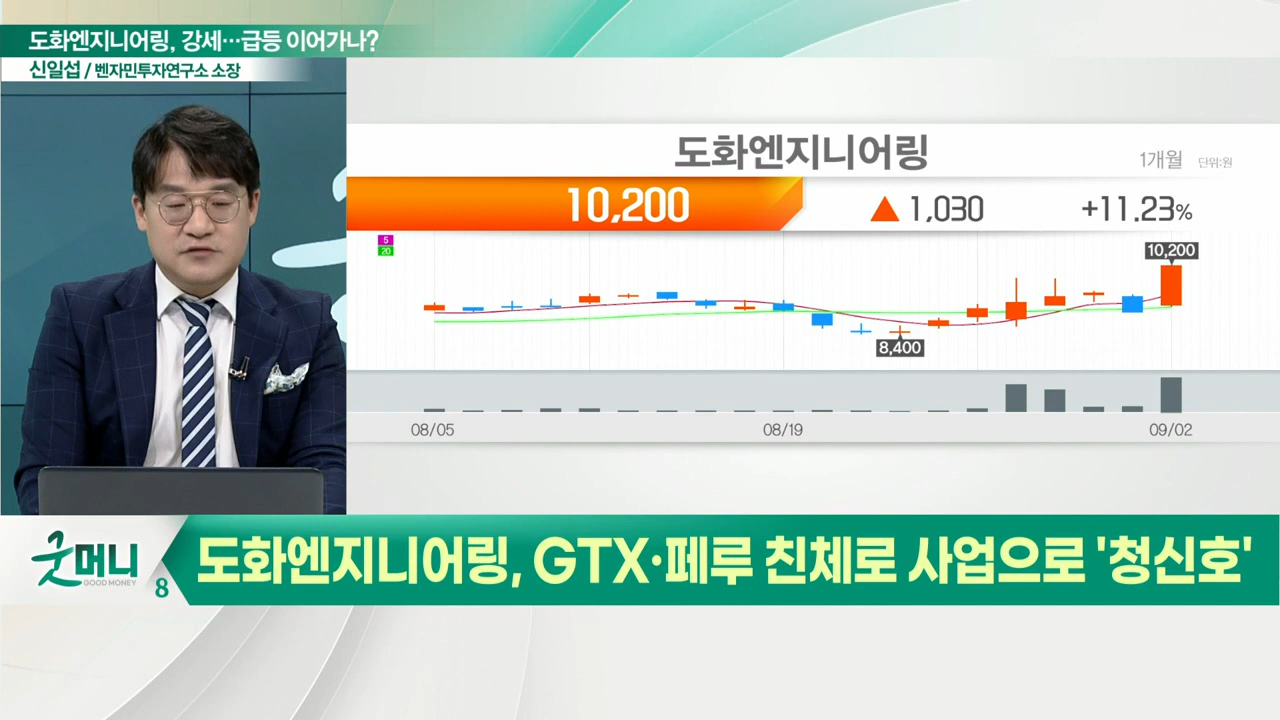 도화엔지니어링, 강세…급등 이어가나?
신일섭 / 벤자민투자연구소 소장
도화엔지니어링
1개월 단위:원
10,200 ▲ 1,030 +11.23%
5
20
10,200
8,400
08/05 08/19 09/02
굿머니
GOOD MONEY
8
도화엔지니어링, GTX·페루 친체로 사업으로 '청신호'